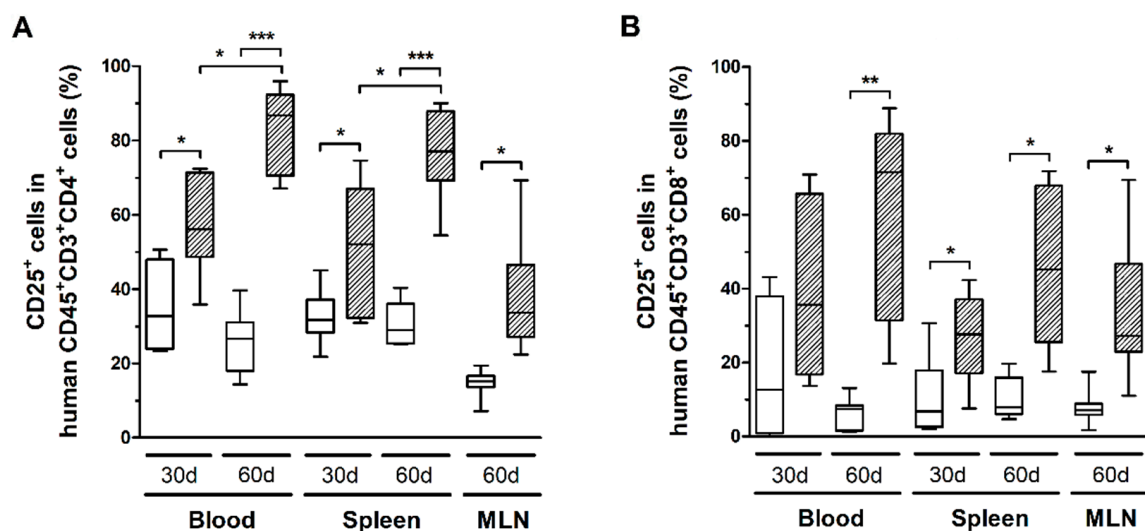 A
CD25⁺ cells in
human CD45⁺CD3⁺CD4⁺ cells (%)
100
80
60
40
20
0
*
*
***
*
*
***
*
30d
60d
30d
60d
60d
Blood
Spleen
MLN
B
CD25⁺ cells in
human CD45⁺CD3⁺CD8⁺ cells (%)
100
80
60
40
20
0
**
*
*
*
30d
60d
30d
60d
60d
Blood
Spleen
MLN